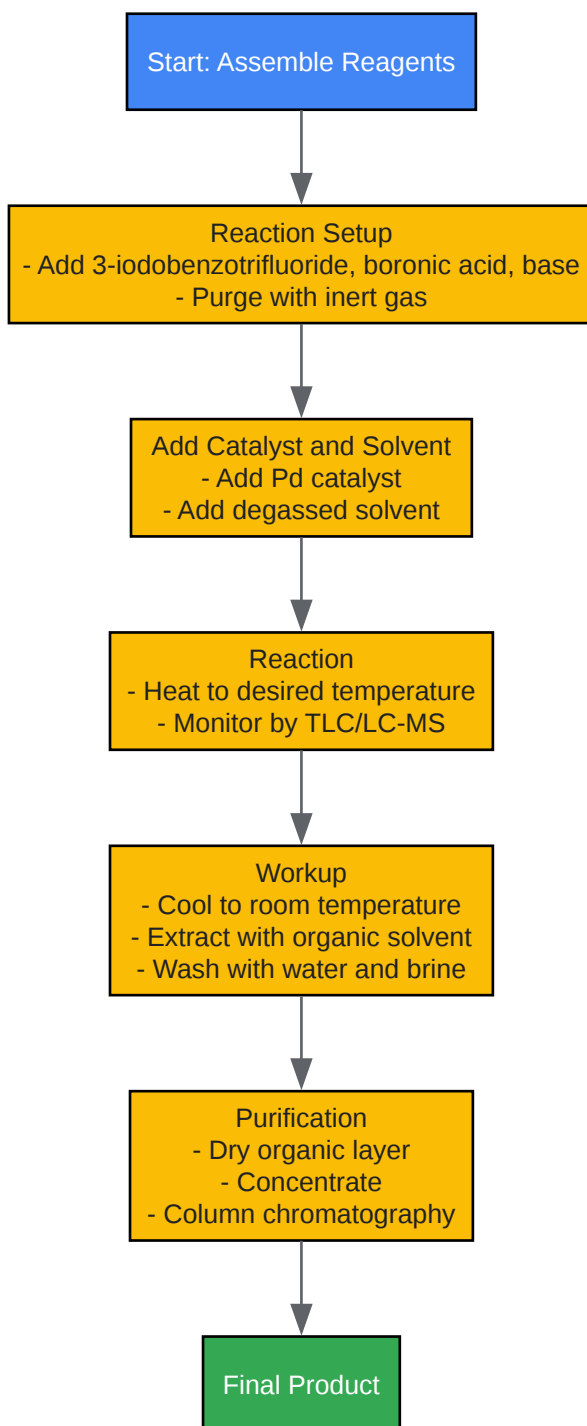 Start: Assemble Reagents
Reaction Setup
- Add 3-iodobenzotrifluoride, boronic acid, base
- Purge with inert gas
Add Catalyst and Solvent
- Add Pd catalyst
- Add degassed solvent
Reaction
- Heat to desired temperature
- Monitor by TLC/LC-MS
Workup
- Cool to room temperature
- Extract with organic solvent
- Wash with water and brine
Purification
- Dry organic layer
- Concentrate
- Column chromatography
Final Product